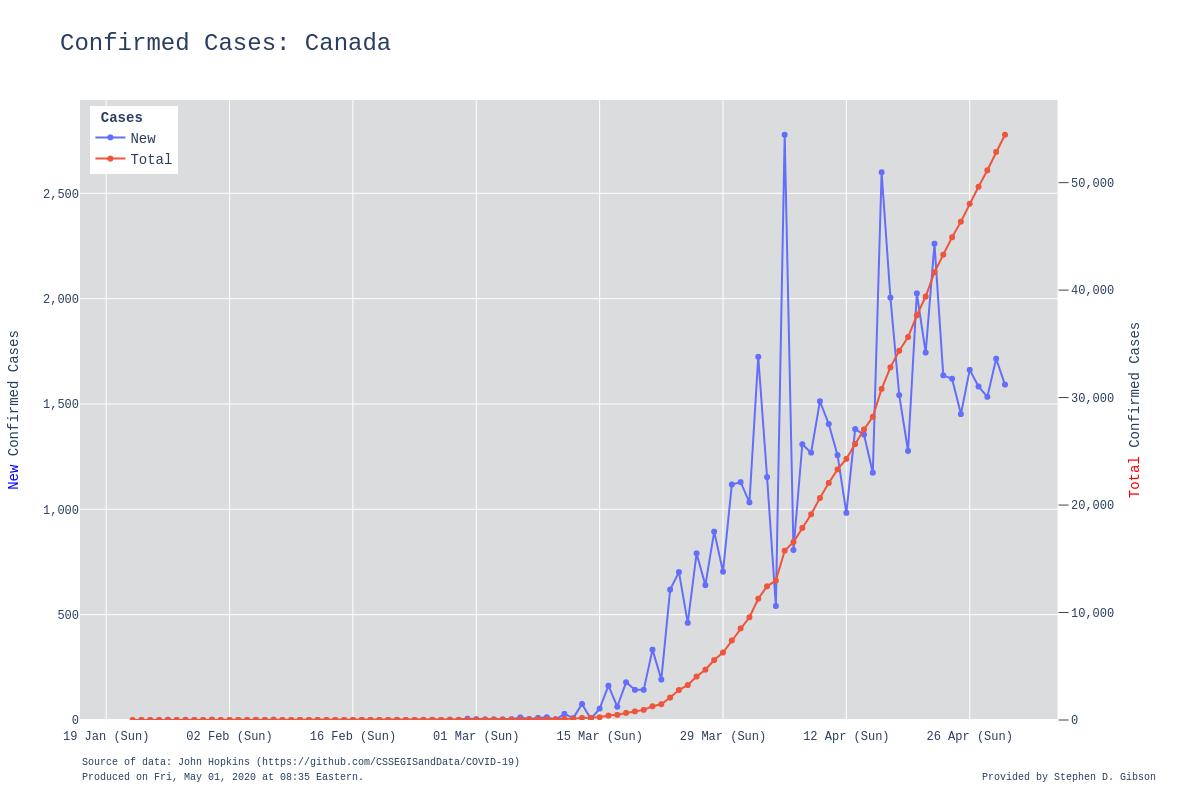 Confirmed Cases: Canada
Cases
New
Total
2,500
2,000
1,500
1,000
500
0
50,000
40,000
30,000
20,000
10,000
0
New Confirmed Cases
Total Confirmed Cases
19 Jan (Sun) 02 Feb (Sun) 16 Feb (Sun) 01 Mar (Sun) 15 Mar (Sun) 29 Mar (Sun) 12 Apr (Sun) 26 Apr (Sun)
Source of data: John Hopkins (https://github.com/CSSEGISandData/COVID-19)
Produced on Fri, May 01, 2020 at 08:35 Eastern.
Provided by Stephen D. Gibson